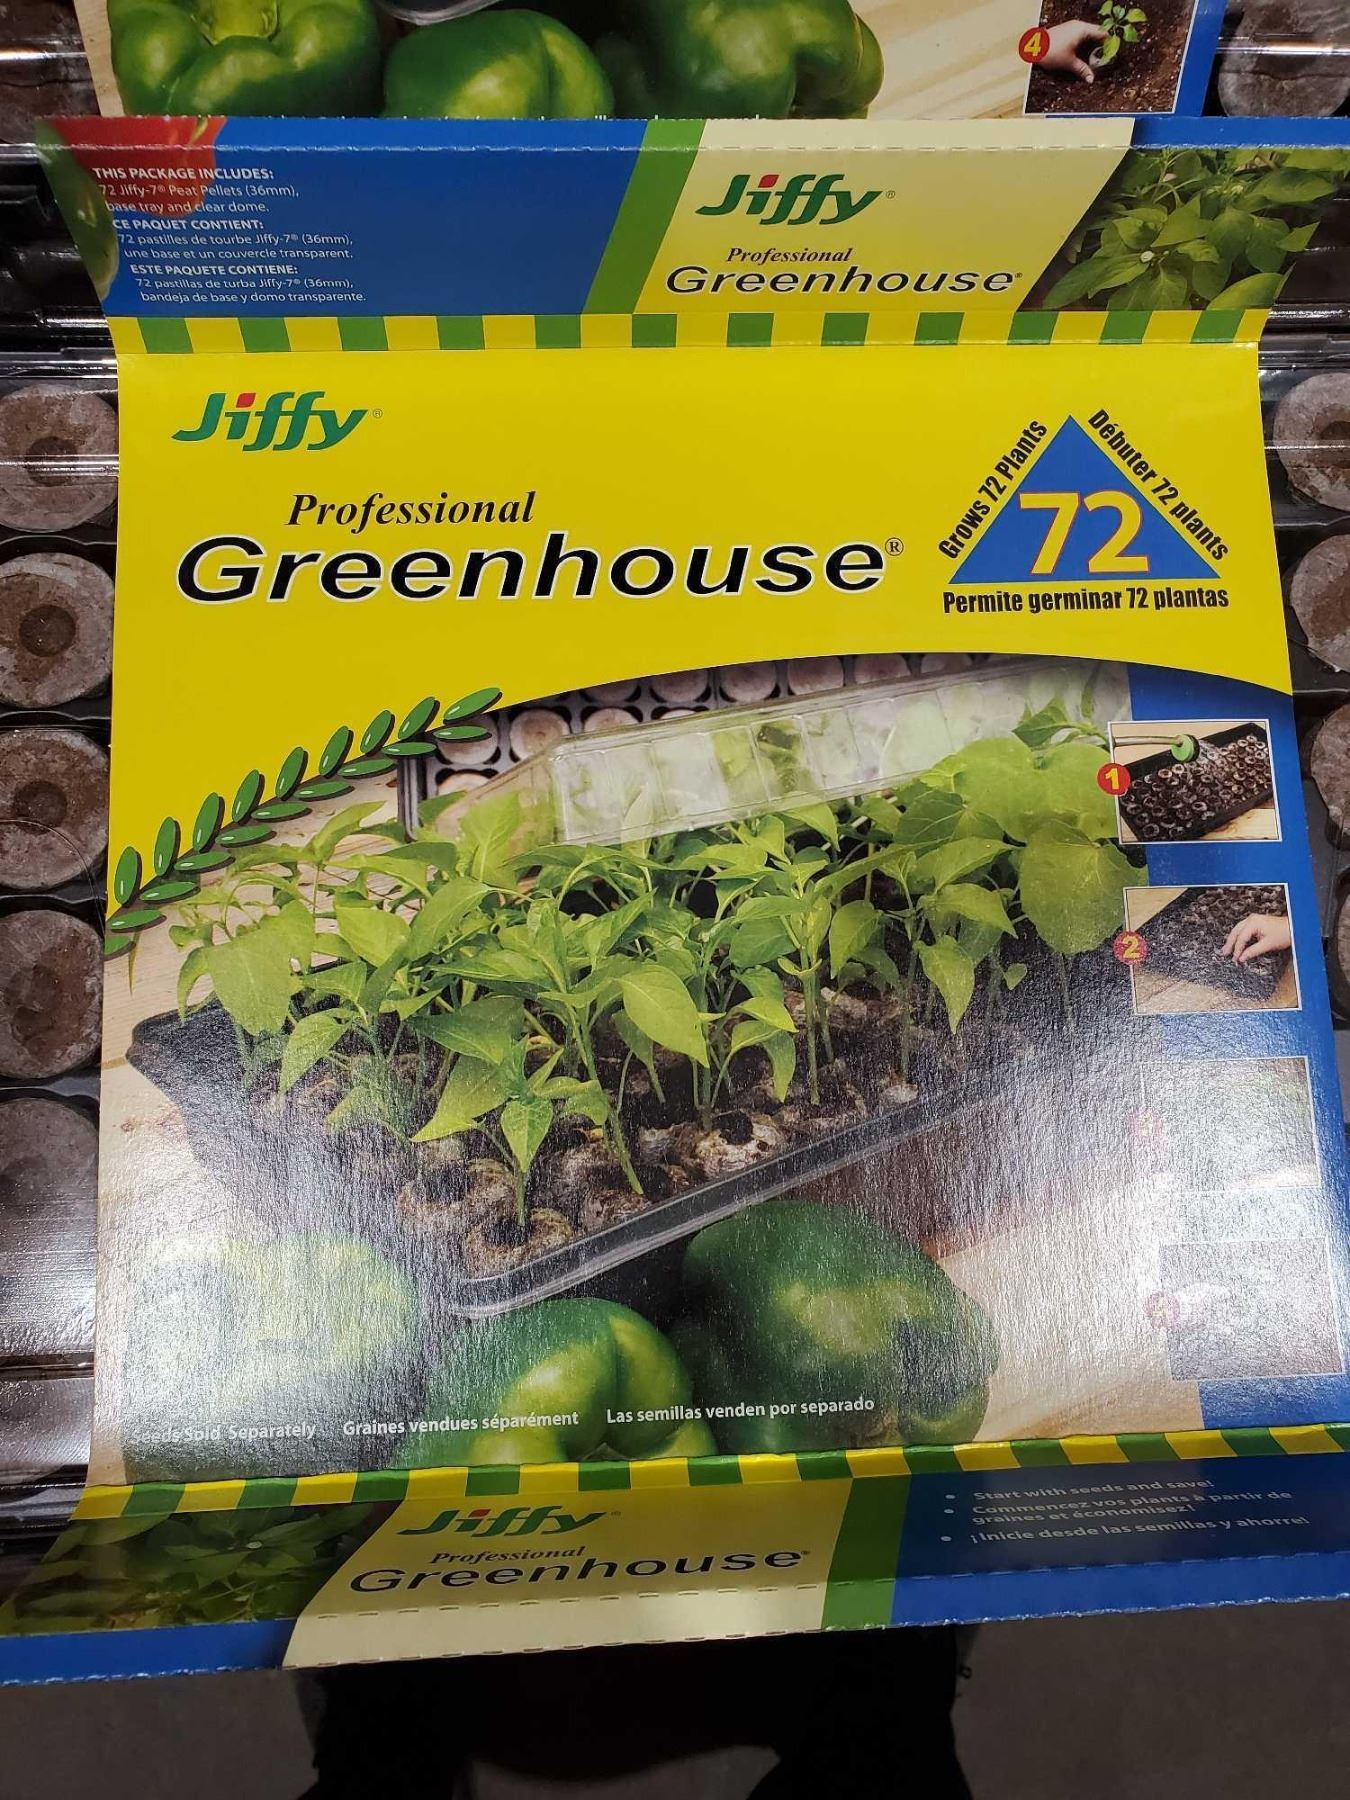 4
THIS PACKAGE INCLUDES:
72 Jiffy-7® Peat Pellets (36mm),
base tray and clear dome.
CE PAQUET CONTIENT:
72 pastilles de tourbe Jiffy-7® (36mm),
une base et un couvercle transparent.
ESTE PAQUETE CONTIENE:
72 pastillas de turba Jiffy-7® (36mm),
bandeja de base y domo transparente.
Jiffy®
Professional
Greenhouse®
Jiffy®
Professional
Greenhouse®
Grows 72 Plants
Débuter 72 plants
72
Permite germinar 72 plantas
1
2
3
4
Seeds Sold Separately Graines vendues séparément Las semillas venden por separado
Jiffy®
Professional
Greenhouse®
• Start with seeds and save!
• Commencez vos plants à partir de
graines et économisez!
• ¡Inicie desde las semillas y ahorre!